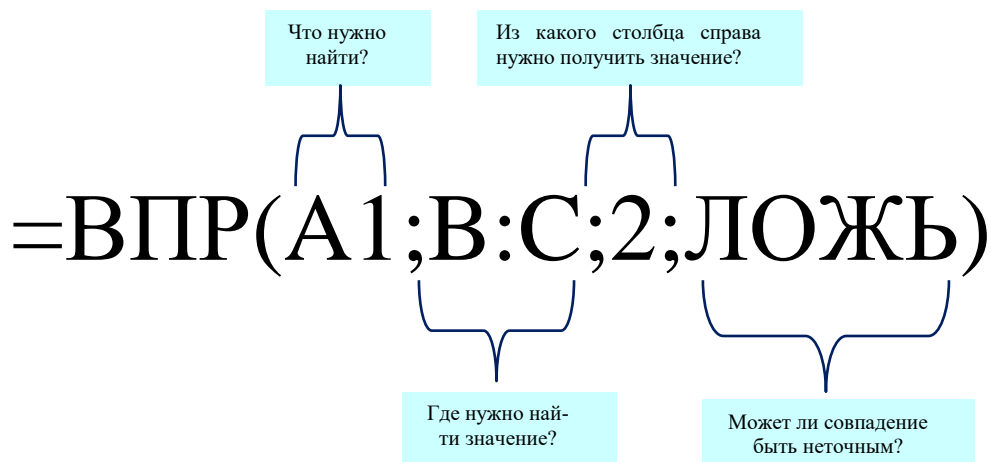 Что нужно
найти?
Из какого столбца справа
нужно получить значение?
=ВПР(A1;B:C;2;ЛОЖЬ)
Где нужно най-
ти значение?
Может ли совпадение
быть неточным?